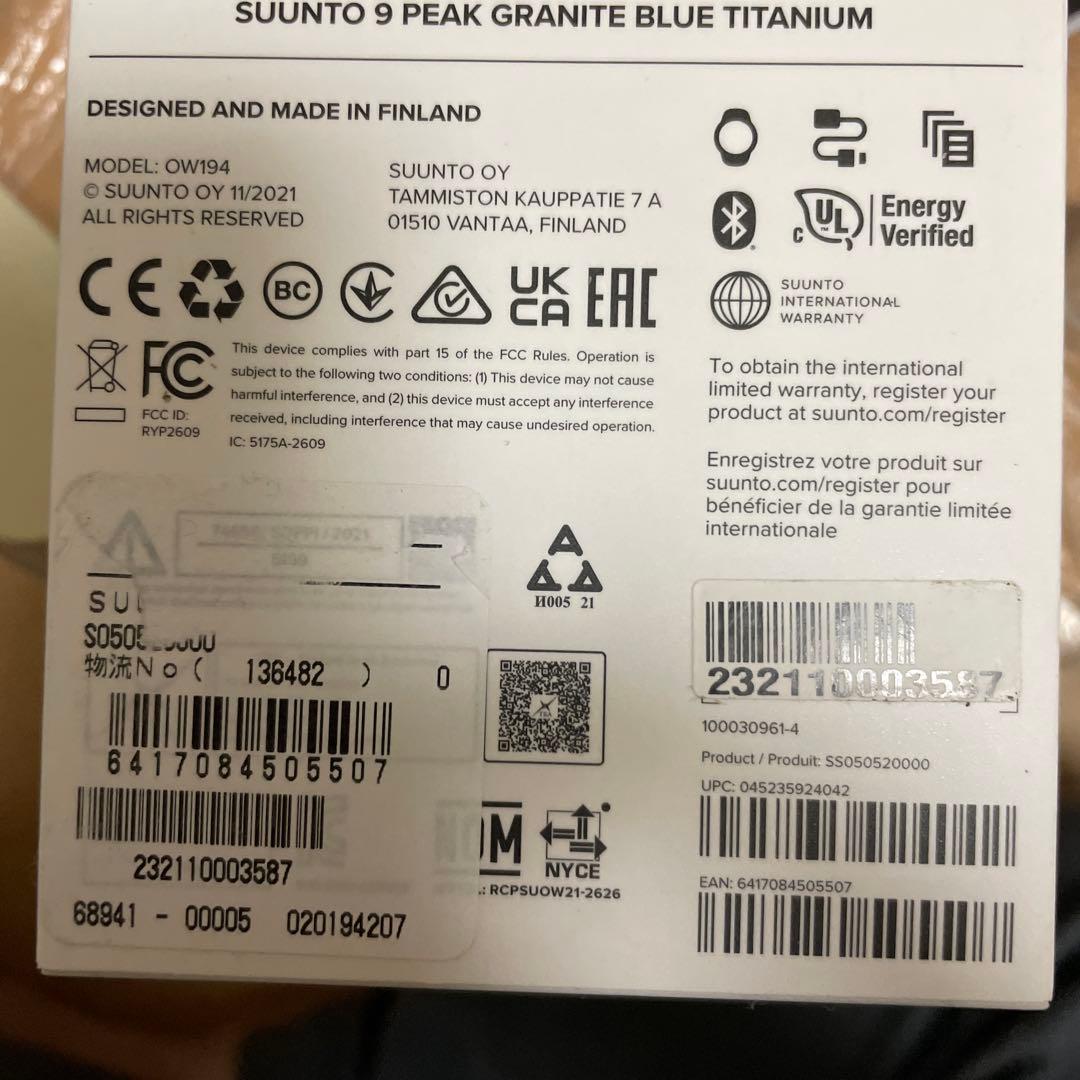 SUUNTO 9 PEAK GRANITE BLUE TITANIUM
DESIGNED AND MADE IN FINLAND
MODEL: OW194
© SUUNTO OY 11/2021
ALL RIGHTS RESERVED
SUUNTO OY
TAMMISTON KAUPPATIE 7 A
01510 VANTAA, FINLAND
CE
BC
UK
CA
EAC
FC
FCC ID:
RYP2609
This device complies with part 15 of the FCC Rules. Operation is
subject to the following two conditions: (1) This device may not cause
harmful interference, and (2) this device must accept any interference
received, including interference that may cause undesired operation.
IC: 5175A-2609
c UL ™ Energy
Verified
SUUNTO
INTERNATIONAL
WARRANTY
To obtain the international
limited warranty, register your
product at suunto.com/register
Enregistrez votre produit sur
suunto.com/register pour
bénéficier de la garantie limitée
internationale
И005 21
物流No ( 136482 ) 0
6417084505507
232110003587
68941 - 00005 020194207
NYCE
.: RCPSUOW21-2626
232110003587
100030961-4
Product / Produit: SS050520000
UPC: 045235924042
EAN: 6417084505507